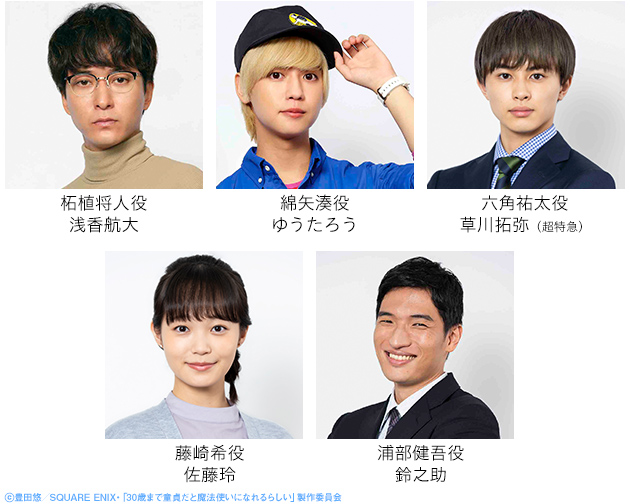 柘植将人役
浅香航大
綿矢湊役
ゆうたろう
六角祐太役
草川拓弥（超特急）
藤崎希役
佐藤玲
浦部健吾役
鈴之助
©豊田悠　SQUARE ENIX・「30歳まで童貞だと魔法使いになれるらしい」製作委員会